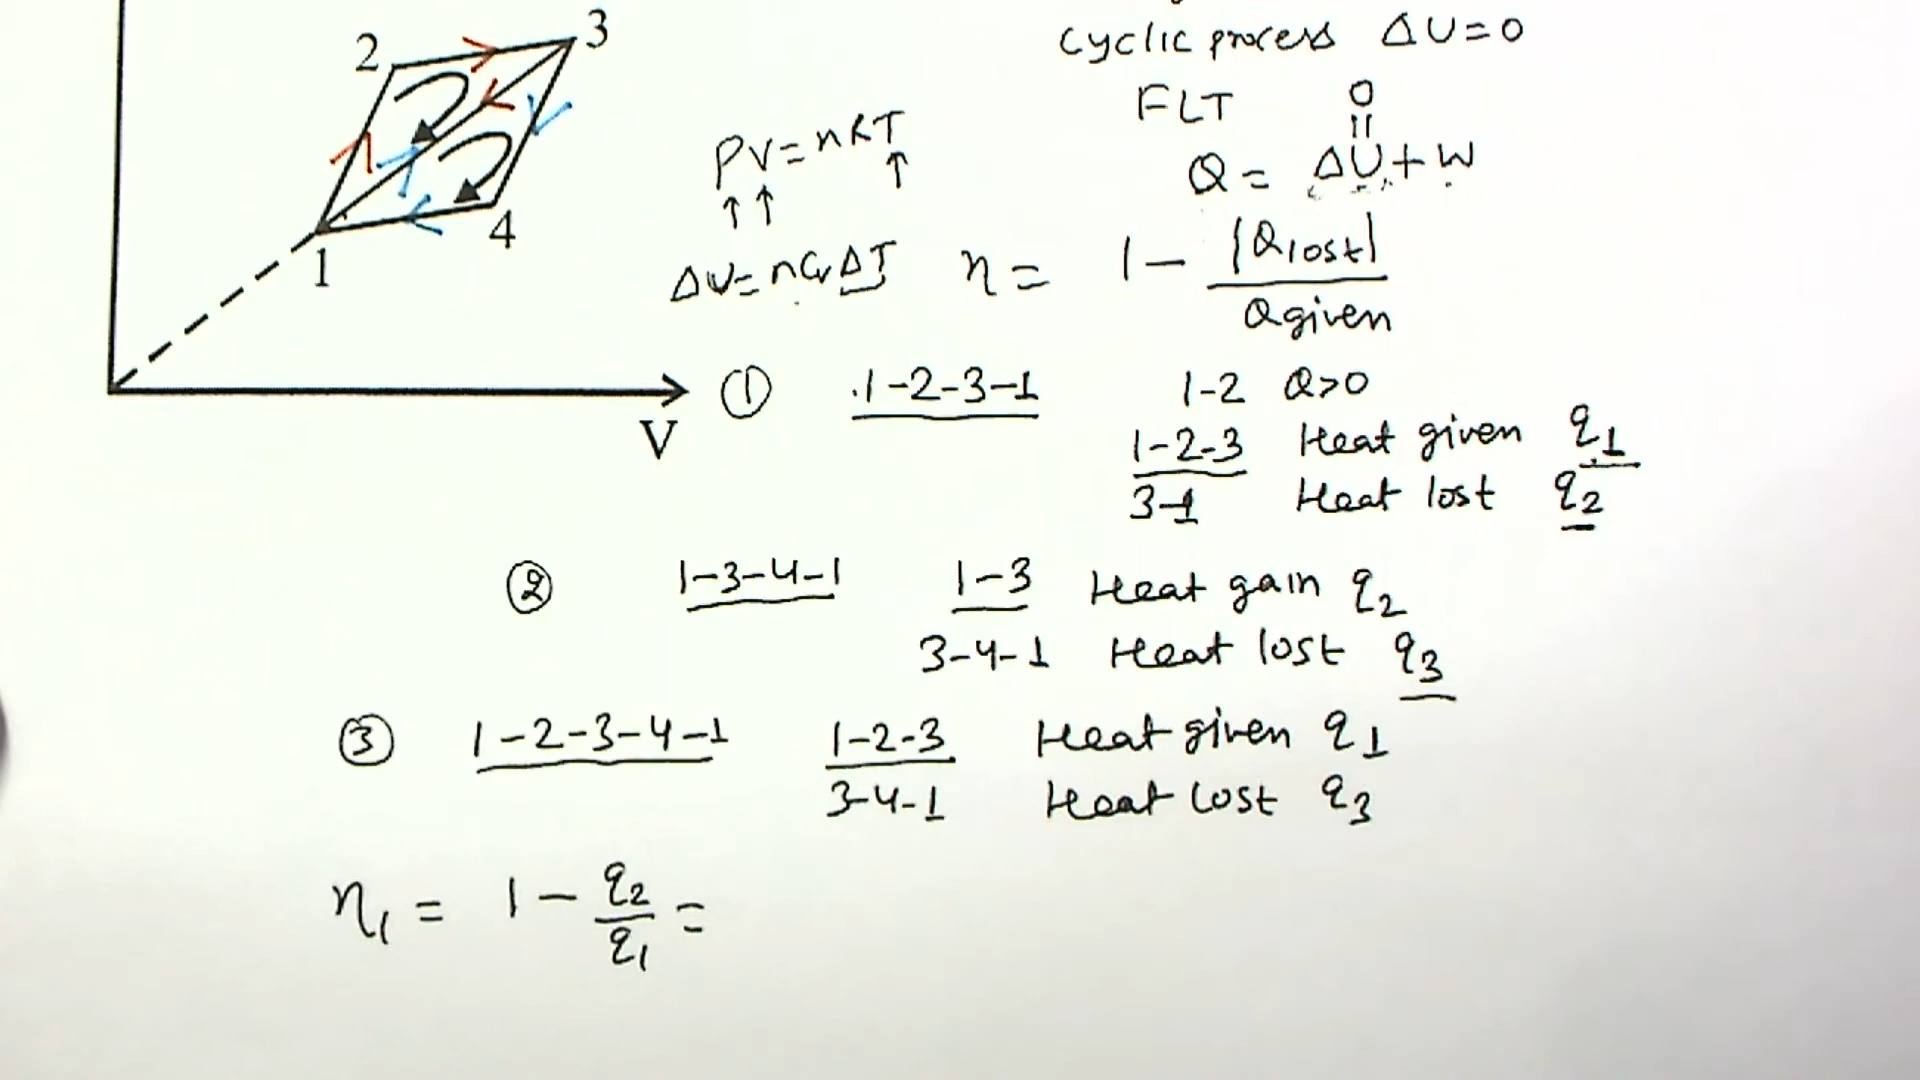 cyclic process ΔU=0
2
3
FLT
0
||
Q = ΔU+W
PV=nRT
↑ ↑ ↑
4
1
ΔU=nCvΔT
η = 1 - |Qlost| / Qgiven
V
① .1-2-3-1
1-2 Q>0
1-2-3 Heat given q1
3-1 Heat lost q2
② 1-3-4-1
1-3 Heat gain q2
3-4-1 Heat lost q3
③ 1-2-3-4-1
1-2-3 Heat given q1
3-4-1 Heat lost q3
η1 = 1 - q2/q1 =